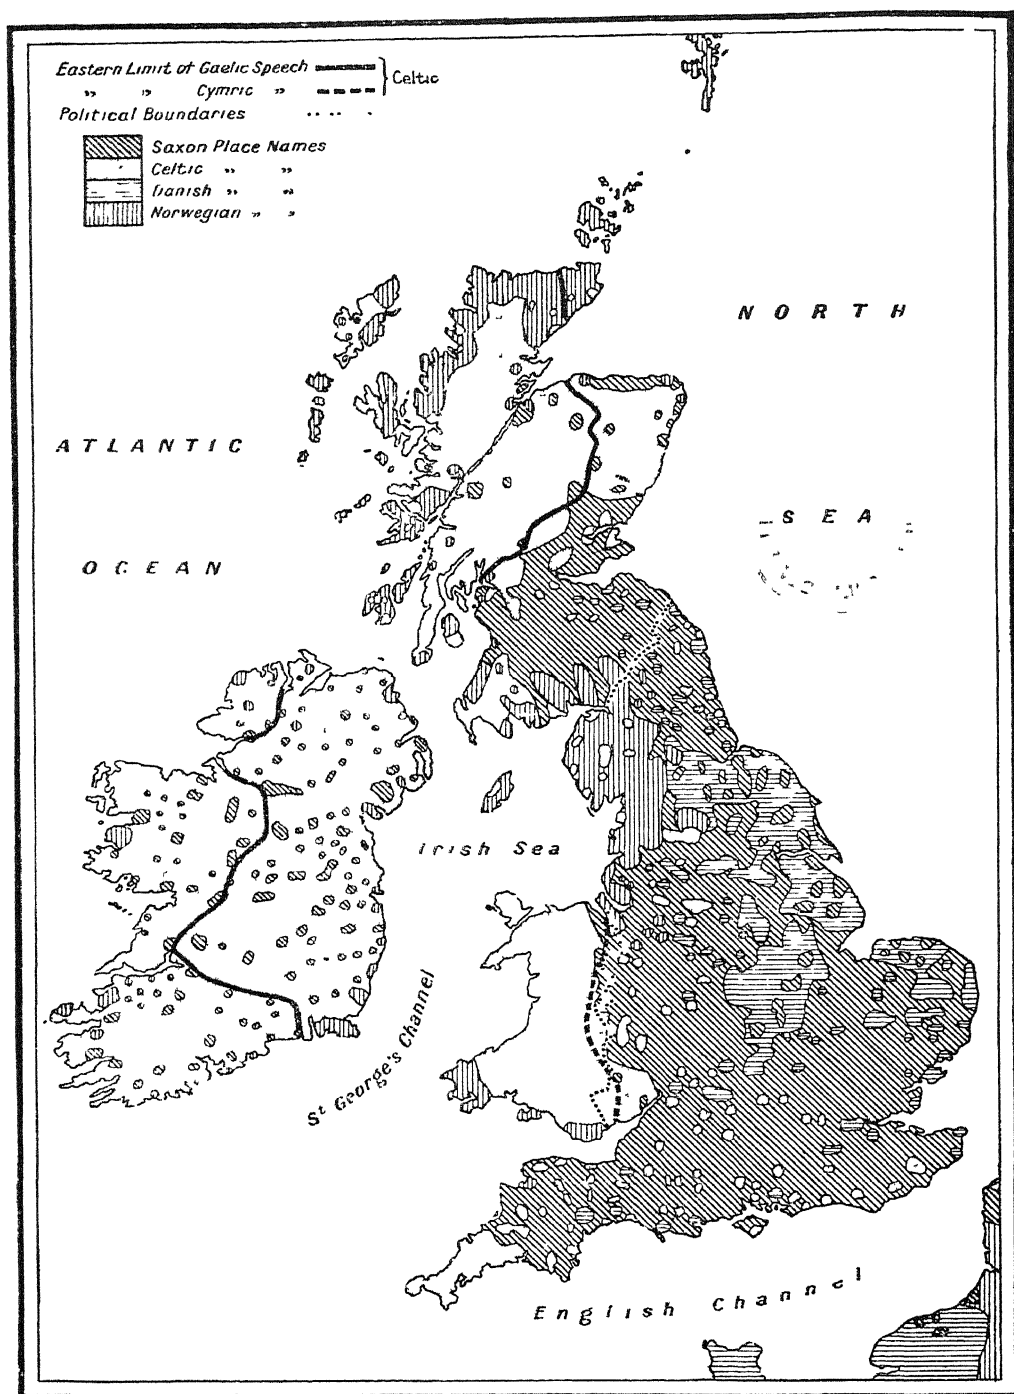 Eastern Limit of Gaelic Speech
„ „ Cymric „ Celtic
Political Boundaries
Saxon Place Names
Celtic „ „
Danish „ „
Norwegian „ „
NORTH
ATLANTIC
SEA
OCEAN
Irish Sea
St George's Channel
English Channel